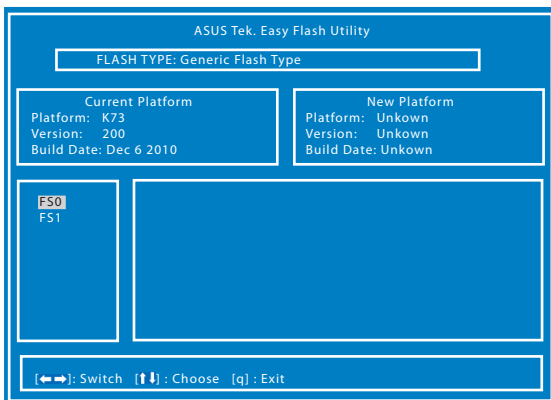 ASUS Tek. Easy Flash Utility
FLASH TYPE: Generic Flash Type
Current Platform
Platform: K73
Version: 200
Build Date: Dec 6 2010
New Platform
Platform: Unkown
Version: Unkown
Build Date: Unkown
FS0
FS1
[←→]: Switch [↑↓] : Choose [q] : Exit